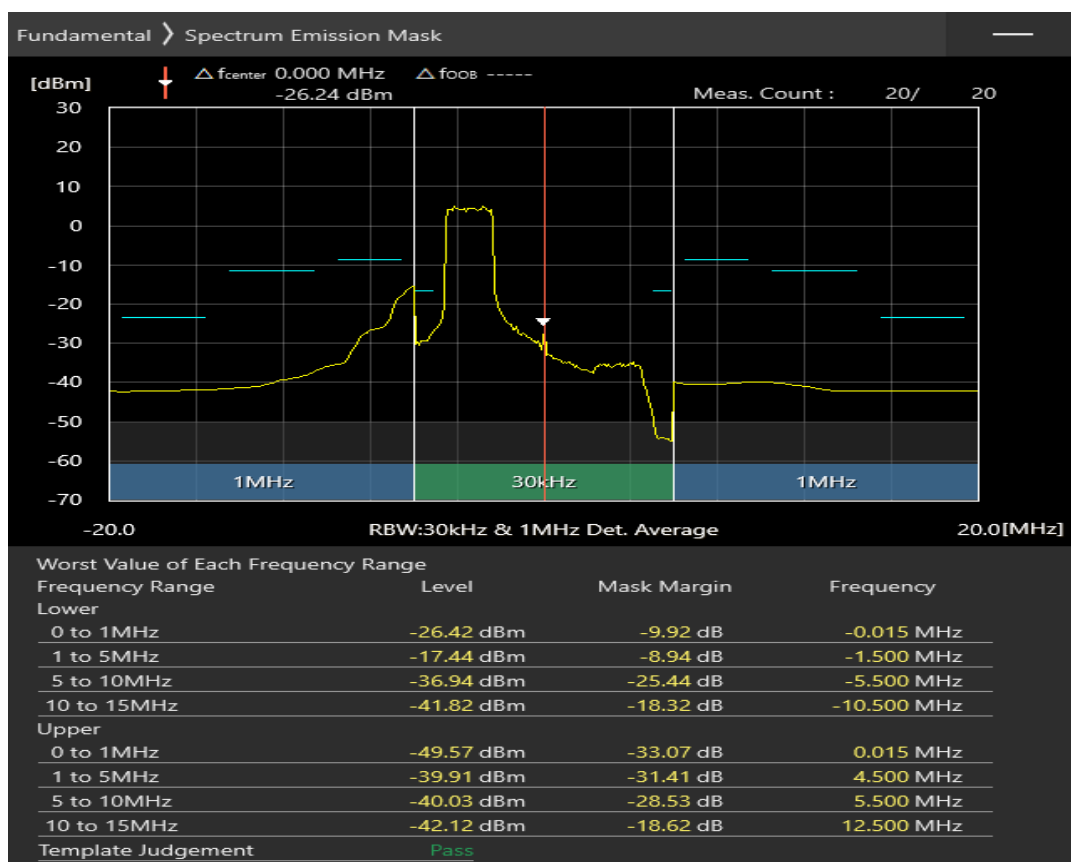 Fundamental ❯ Spectrum Emission Mask
[dBm] △ fcenter 0.000 MHz △ fOOB -----
-26.24 dBm Meas. Count : 20/ 20
30
20
10
0
-10
-20
-30
-40
-50
-60
1MHz 30kHz 1MHz
-70
-20.0 RBW:30kHz & 1MHz Det. Average 20.0[MHz]
Worst Value of Each Frequency Range
Frequency Range Level Mask Margin Frequency
Lower
0 to 1MHz -26.42 dBm -9.92 dB -0.015 MHz
1 to 5MHz -17.44 dBm -8.94 dB -1.500 MHz
5 to 10MHz -36.94 dBm -25.44 dB -5.500 MHz
10 to 15MHz -41.82 dBm -18.32 dB -10.500 MHz
Upper
0 to 1MHz -49.57 dBm -33.07 dB 0.015 MHz
1 to 5MHz -39.91 dBm -31.41 dB 4.500 MHz
5 to 10MHz -40.03 dBm -28.53 dB 5.500 MHz
10 to 15MHz -42.12 dBm -18.62 dB 12.500 MHz
Template Judgement Pass